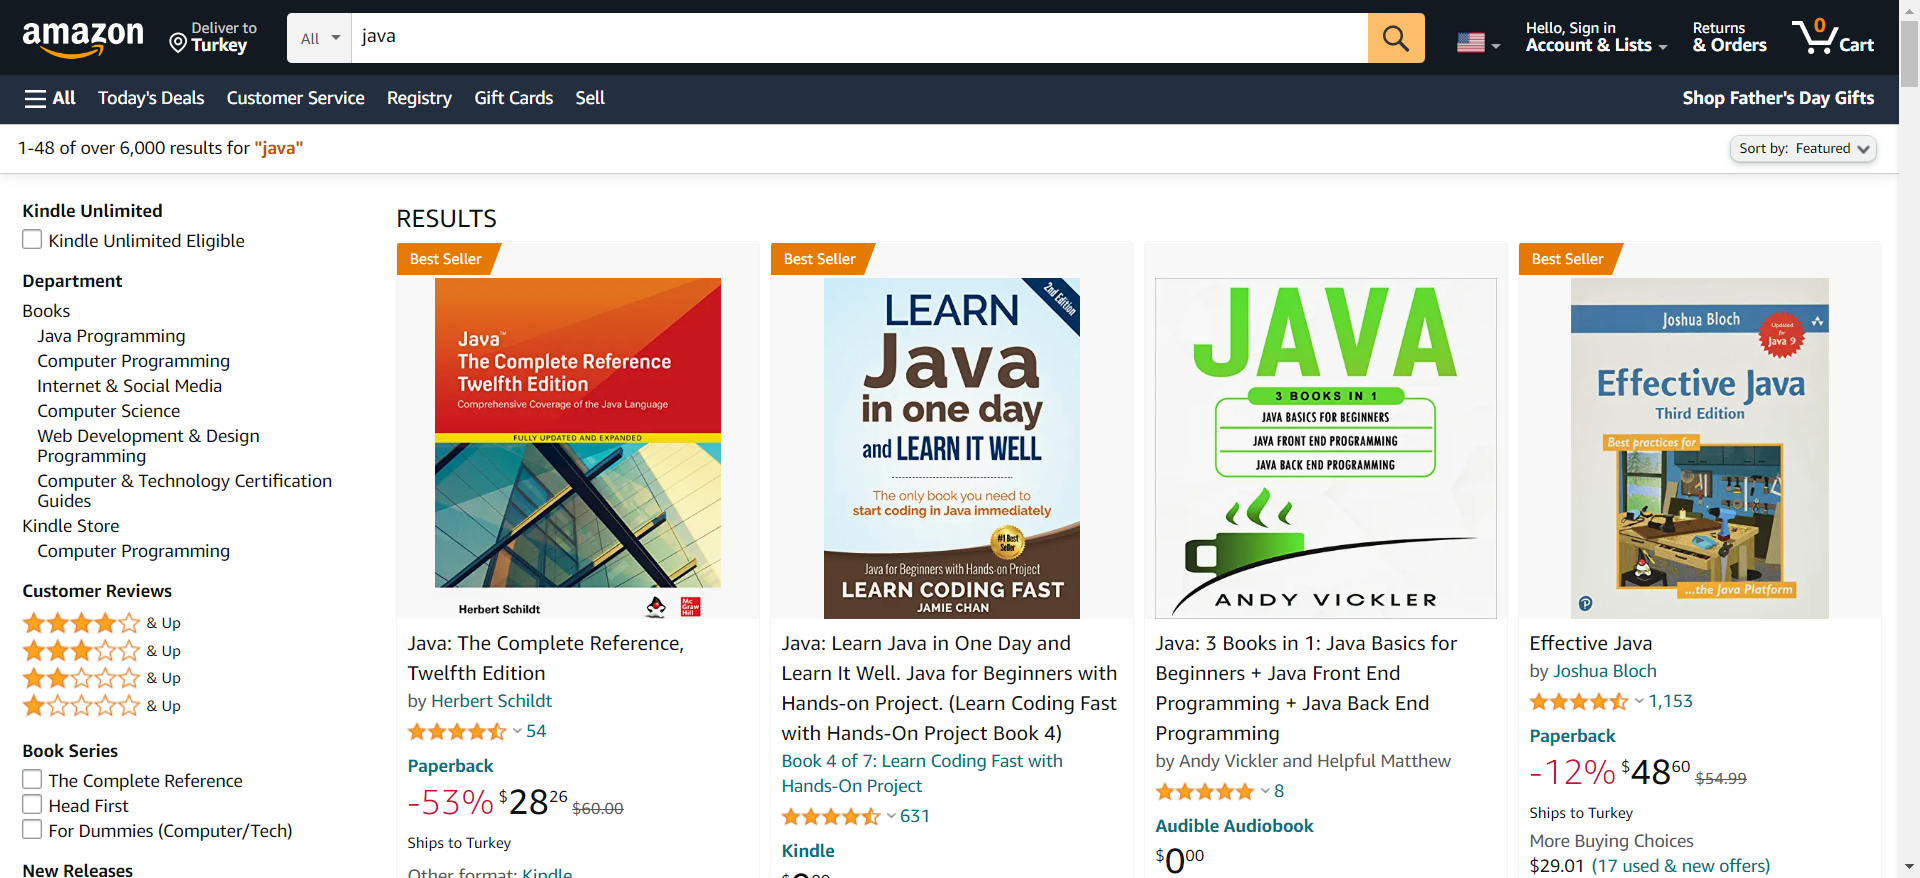 amazon
Deliver to
Turkey
All
java
Hello, Sign in
Account & Lists
Returns
& Orders
0
Cart
All
Today's Deals
Customer Service
Registry
Gift Cards
Sell
Shop Father's Day Gifts
1-48 of over 6,000 results for "java"
Sort by: Featured
Kindle Unlimited
Kindle Unlimited Eligible
Department
Books
Java Programming
Computer Programming
Internet & Social Media
Computer Science
Web Development & Design
Programming
Computer & Technology Certification
Guides
Kindle Store
Computer Programming
Customer Reviews
& Up
& Up
& Up
& Up
Book Series
The Complete Reference
Head First
For Dummies (Computer/Tech)
New Releases
RESULTS
Best Seller
Java™
The Complete Reference
Twelfth Edition
Comprehensive Coverage of the Java Language
FULLY UPDATED AND EXPANDED
Herbert Schildt
Mc
Graw
Hill
Java: The Complete Reference,
Twelfth Edition
by Herbert Schildt
54
Paperback
-53% $28 26 $60.00
Ships to Turkey
Other format: Kindle
Best Seller
2nd Edition
LEARN
Java
in one day
and LEARN IT WELL
The only book you need to
start coding in Java immediately
#1 Best
Seller
Java for Beginners with Hands-on Project
LEARN CODING FAST
JAMIE CHAN
Java: Learn Java in One Day and
Learn It Well. Java for Beginners with
Hands-on Project. (Learn Coding Fast
with Hands-On Project Book 4)
Book 4 of 7: Learn Coding Fast with
Hands-On Project
631
Kindle
JAVA
3 BOOKS IN 1
JAVA BASICS FOR BEGINNERS
JAVA FRONT END PROGRAMMING
JAVA BACK END PROGRAMMING
ANDY VICKLER
Java: 3 Books in 1: Java Basics for
Beginners + Java Front End
Programming + Java Back End
Programming
by Andy Vickler and Helpful Matthew
8
Audible Audiobook
$0 00
Best Seller
Joshua Bloch
Updated
for
Java 9
Effective Java
Third Edition
Best practices for
...the Java Platform
P
Effective Java
by Joshua Bloch
1,153
Paperback
-12% $48 60 $54.99
Ships to Turkey
More Buying Choices
$29.01 (17 used & new offers)